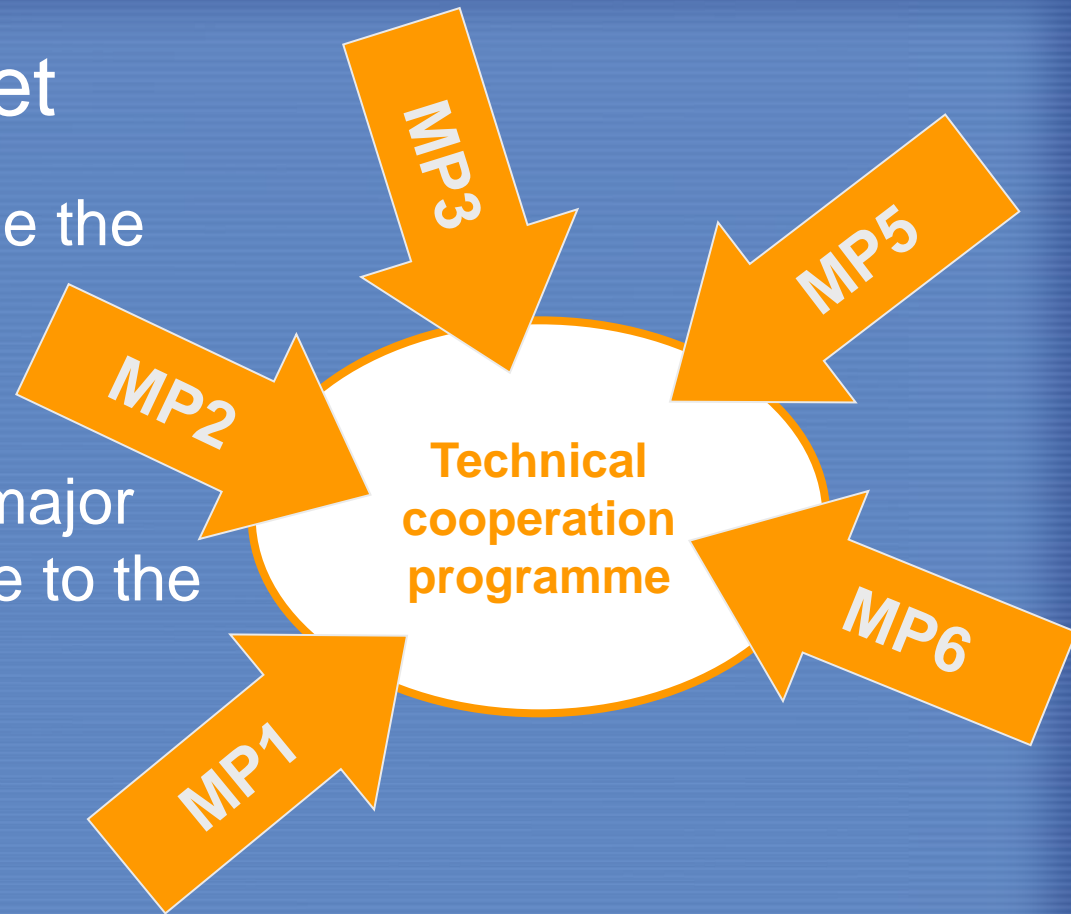 et
e the
major
e to the
MP3
MP5
MP2
Technical
cooperation
programme
MP6
MP1